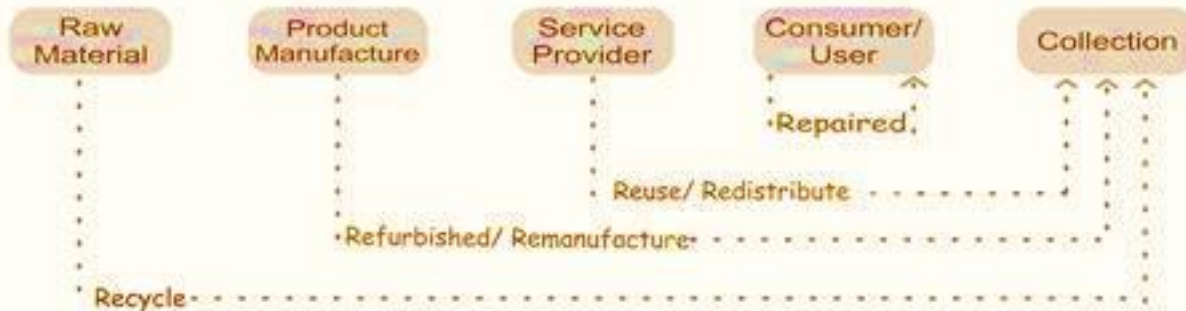 Raw
Material
Product
Manufacture
Service
Provider
Consumer/
User
Collection
Repaired
Reuse/ Redistribute
Refurbished/ Remanufacture
Recycle